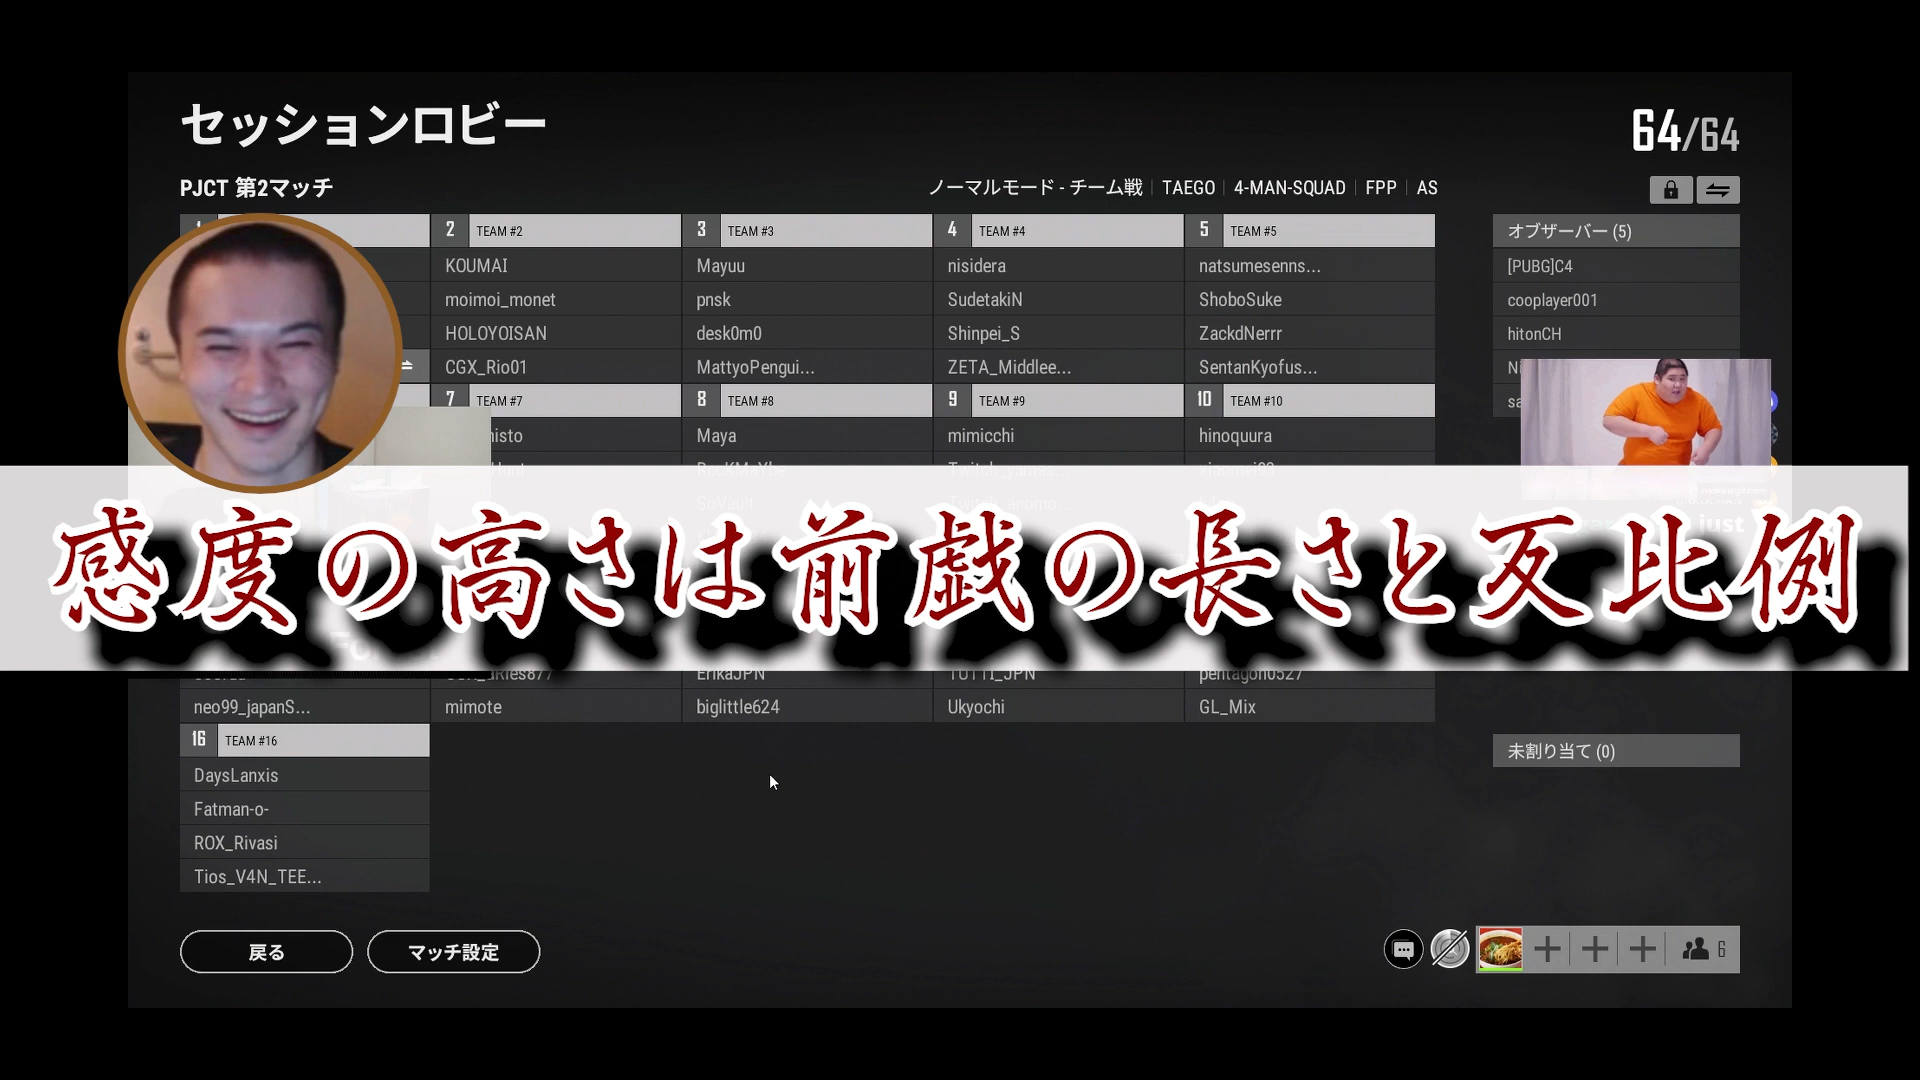 セッションロビー
64/64
PJCT 第2マッチ
ノーマルモード - チーム戦 TAEGO 4-MAN-SQUAD FPP AS
2 TEAM #2
KOUMAI
moimoi_monet
HOLOYOISAN
CGX_Rio01
3 TEAM #3
Mayuu
pnsk
desk0m0
MattyoPengui...
4 TEAM #4
nisidera
SudetakiN
Shinpei_S
ZETA_Middlee...
5 TEAM #5
natsumesenns...
ShoboSuke
ZackdNerrr
SentanKyofus...
オブザーバー (5)
[PUBG]C4
cooplayer001
hitonCH
7 TEAM #7
8 TEAM #8
Maya
9 TEAM #9
mimicchi
10 TEAM #10
hinoquura
just
感度の高さは前戯の長さと反比例
ErikaJPN
TUTTI_JPN
pentagon0527
neo99_japanS...
mimote
biglittle624
Ukyochi
GL_Mix
16 TEAM #16
DaysLanxis
Fatman-o-
ROX_Rivasi
Tios_V4N_TEE...
未割り当て (0)
戻る
マッチ設定
6